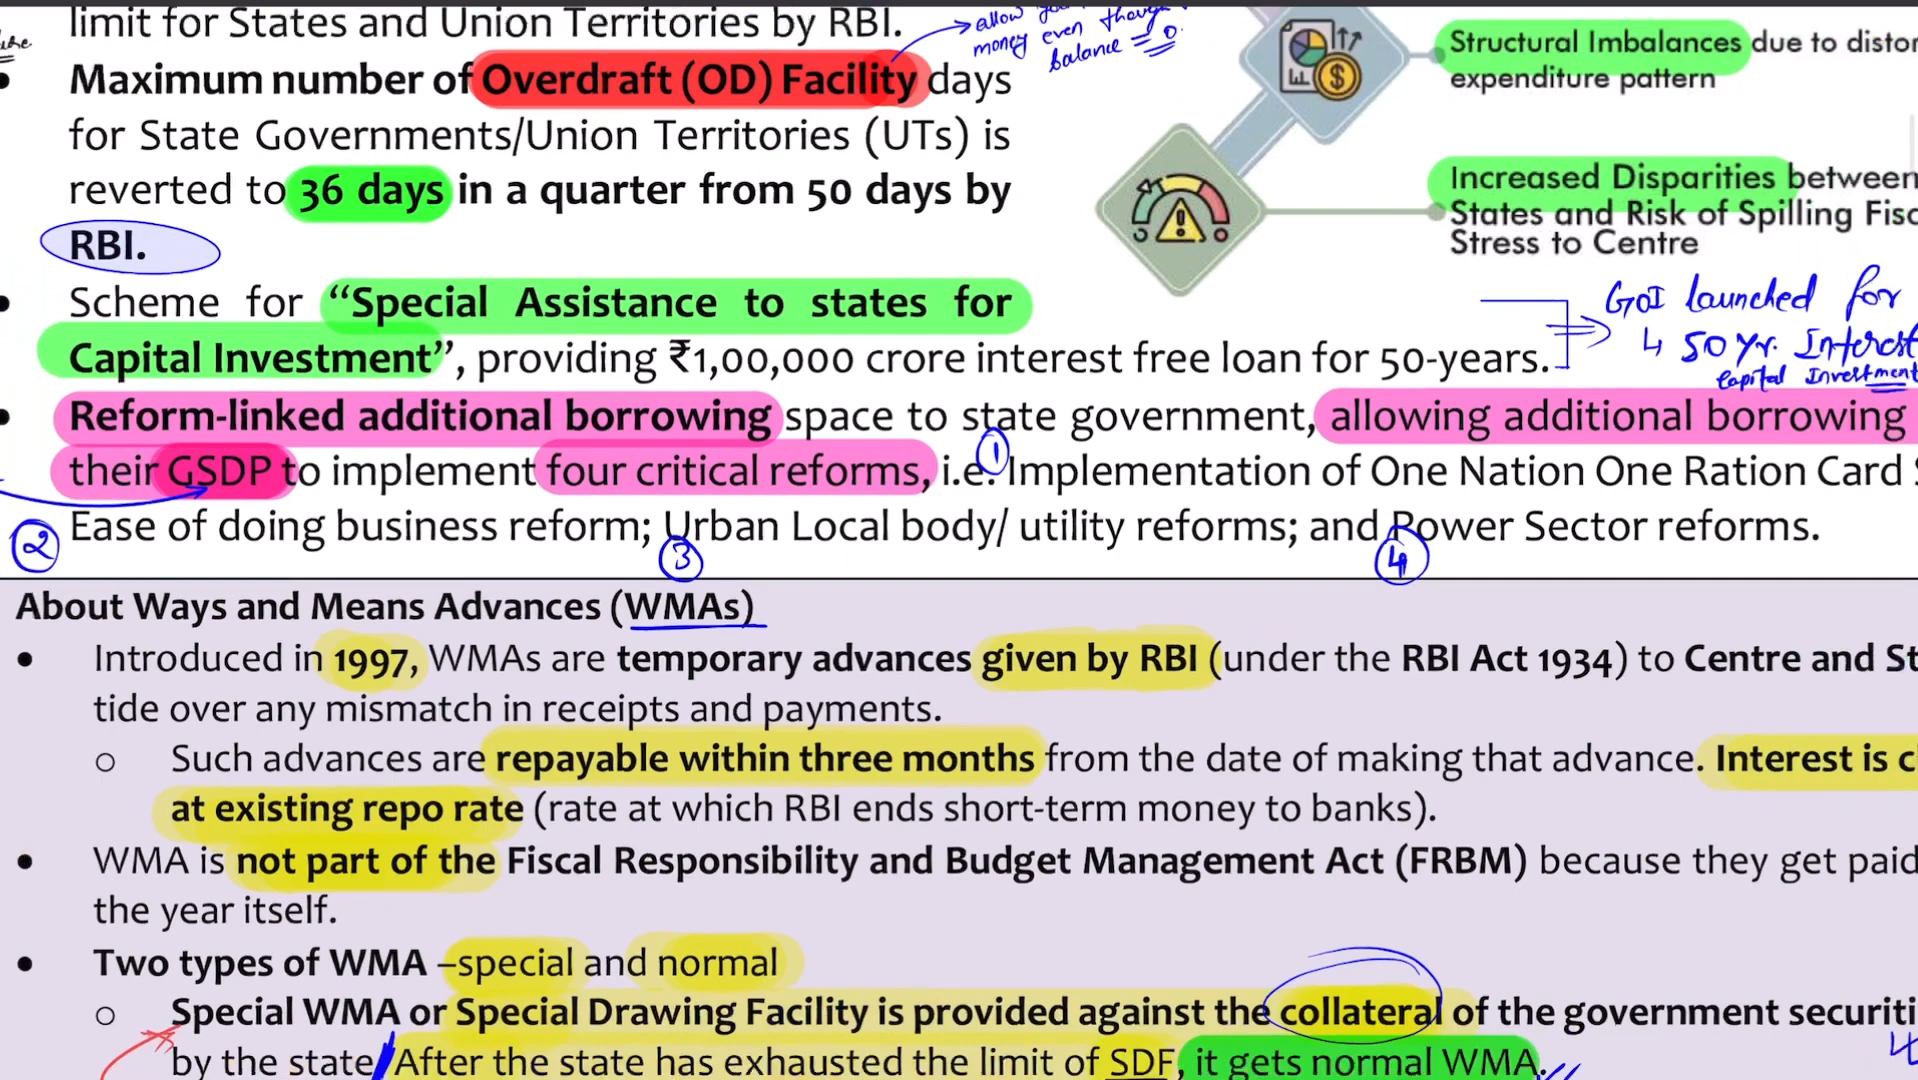 limit for States and Union Territories by RBI.
allow
money even though
balance = 0.
Maximum number of Overdraft (OD) Facility days
for State Governments/Union Territories (UTs) is
reverted to 36 days in a quarter from 50 days by
RBI.
Structural Imbalances due to distor
expenditure pattern
Increased Disparities between
States and Risk of Spilling Fisc
Stress to Centre
Scheme for “Special Assistance to states for
Capital Investment”, providing ₹1,00,000 crore interest free loan for 50-years.
GOI launched for
50 yr. Interest
Capital Investment
Reform-linked additional borrowing space to state government, allowing additional borrowing
their GSDP to implement four critical reforms, i.e. ① Implementation of One Nation One Ration Card S
② Ease of doing business reform; Urban Local body/ utility reforms; and Power Sector reforms.
③ ④
About Ways and Means Advances (WMAs)
• Introduced in 1997, WMAs are temporary advances given by RBI (under the RBI Act 1934) to Centre and St
tide over any mismatch in receipts and payments.
o Such advances are repayable within three months from the date of making that advance. Interest is c
at existing repo rate (rate at which RBI ends short-term money to banks).
• WMA is not part of the Fiscal Responsibility and Budget Management Act (FRBM) because they get paid
the year itself.
• Two types of WMA –special and normal
o Special WMA or Special Drawing Facility is provided against the collateral of the government securiti
by the state. After the state has exhausted the limit of SDF, it gets normal WMA.